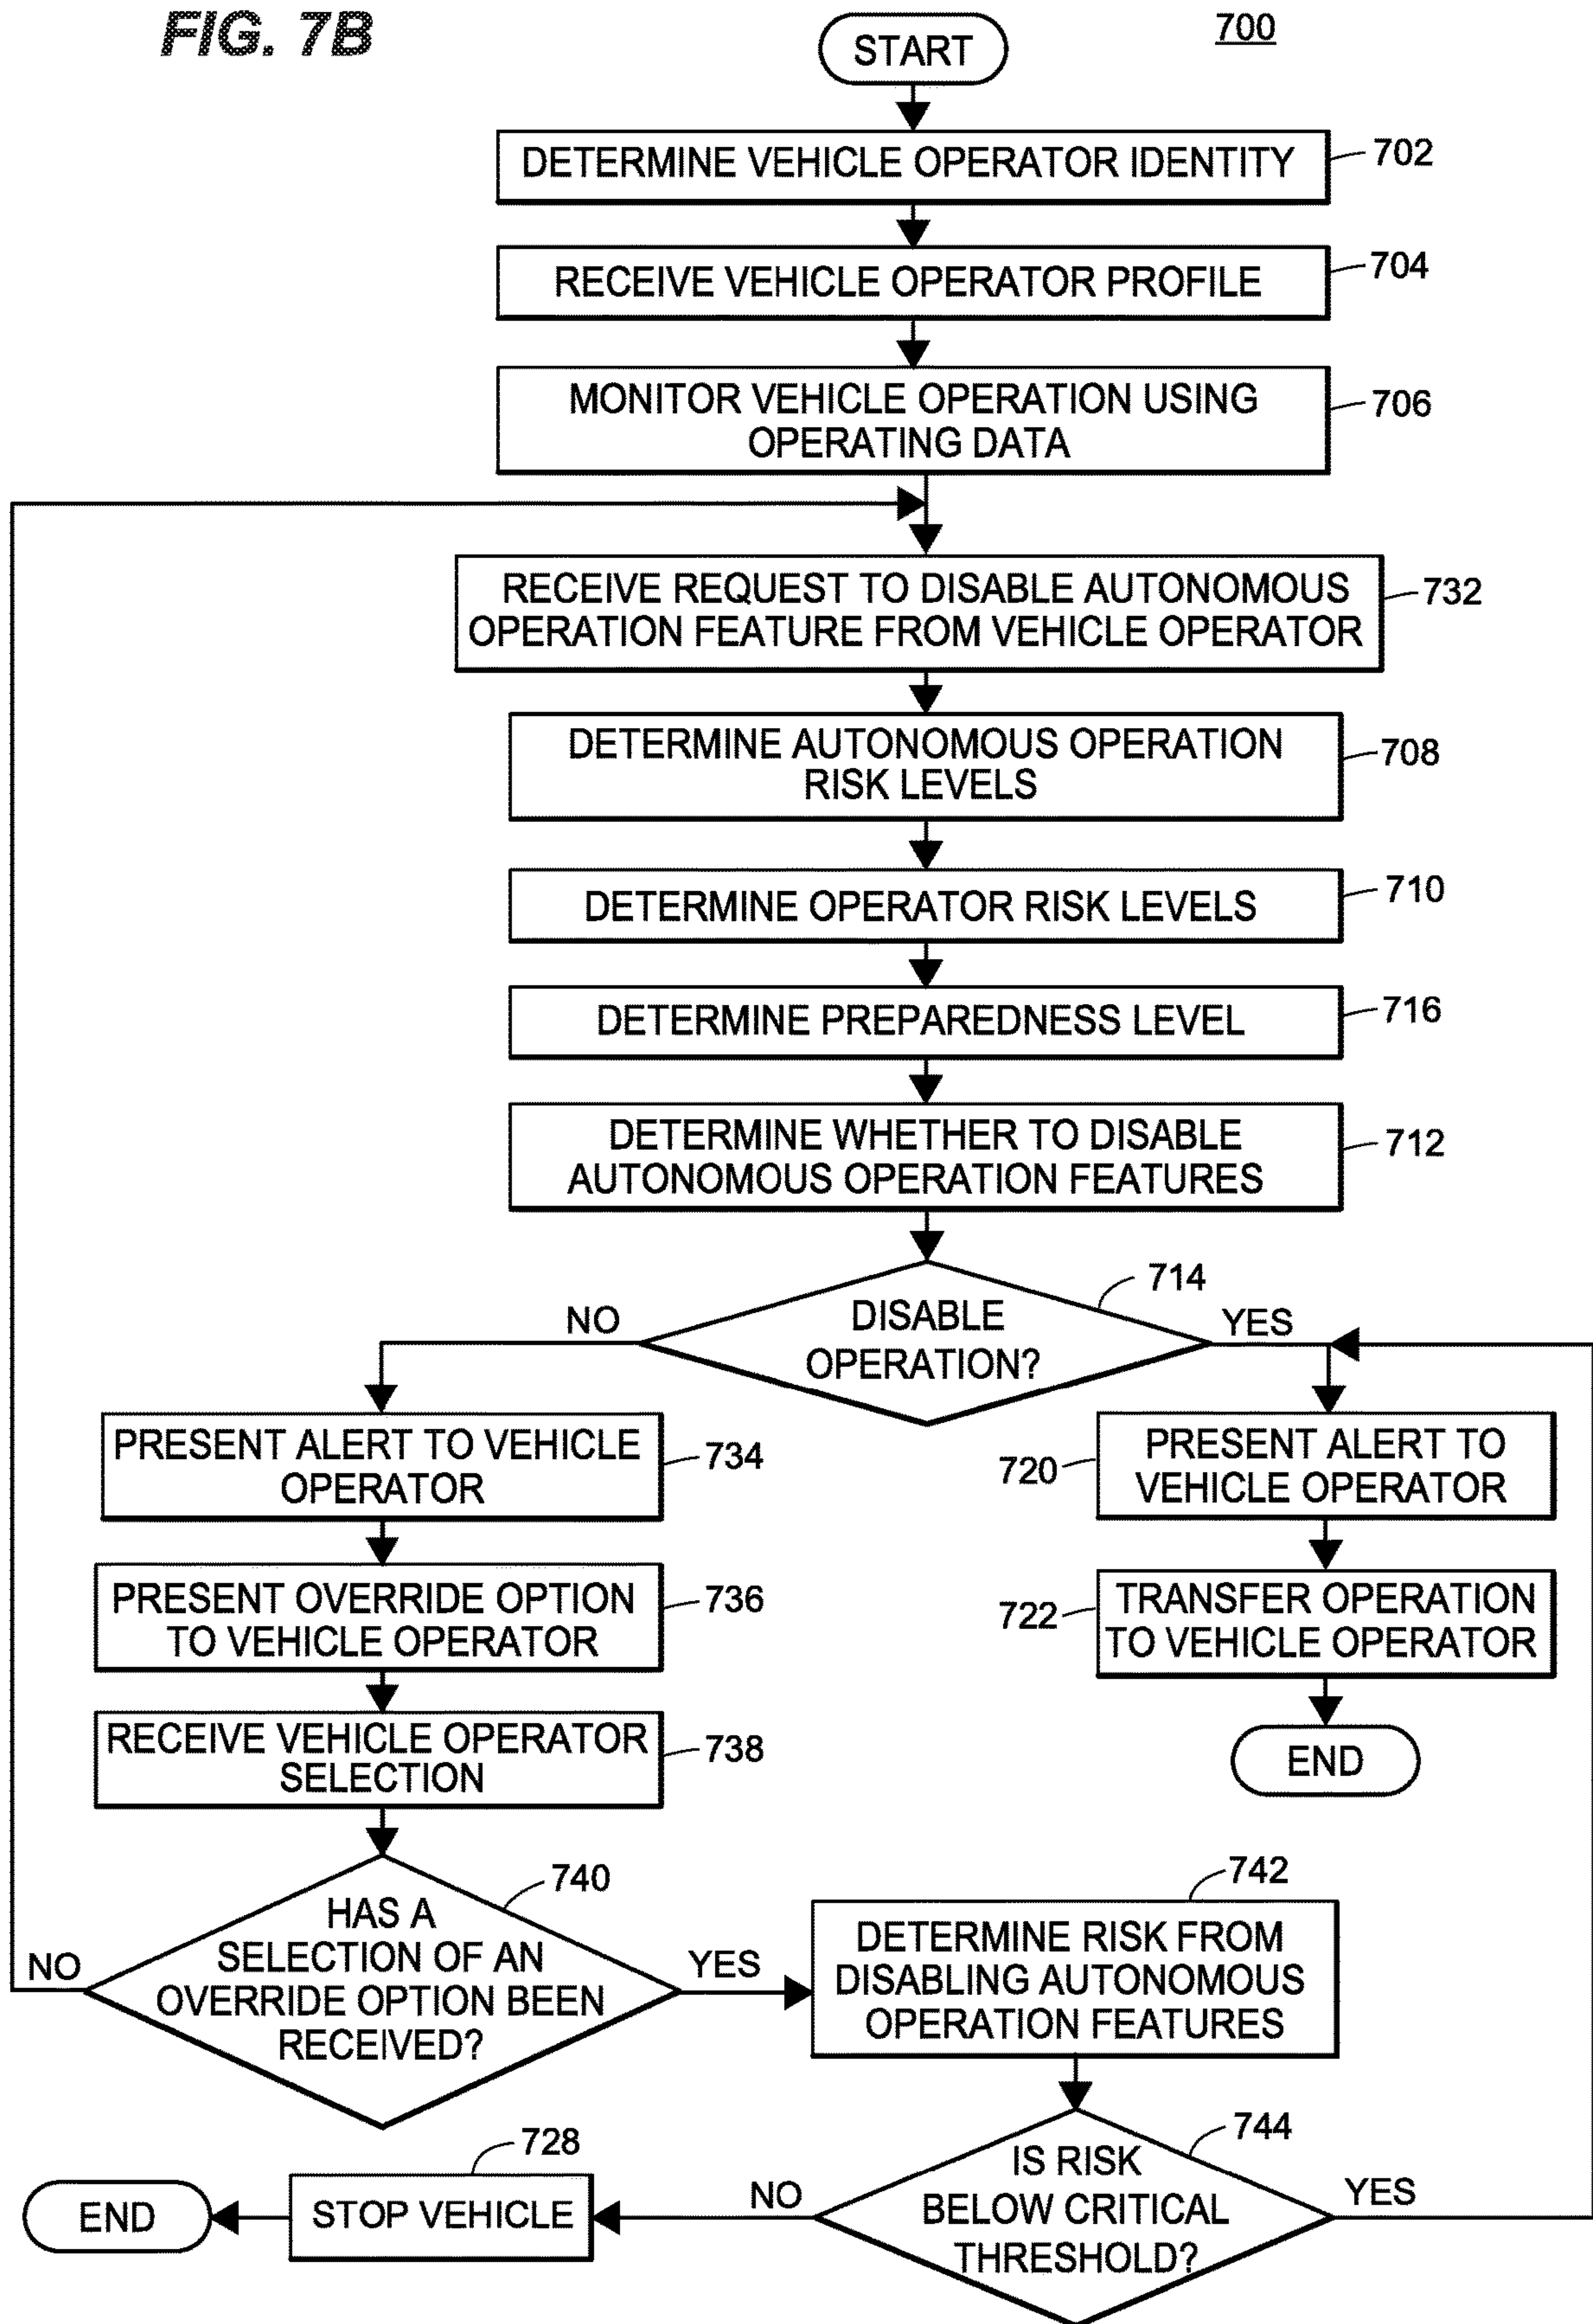 FIG. 7B
700
START
DETERMINE VEHICLE OPERATOR IDENTITY
702
RECEIVE VEHICLE OPERATOR PROFILE
704
MONITOR VEHICLE OPERATION USING
OPERATING DATA
706
RECEIVE REQUEST TO DISABLE AUTONOMOUS
OPERATION FEATURE FROM VEHICLE OPERATOR
732
DETERMINE AUTONOMOUS OPERATION
RISK LEVELS
708
DETERMINE OPERATOR RISK LEVELS
710
DETERMINE PREPAREDNESS LEVEL
716
DETERMINE WHETHER TO DISABLE
AUTONOMOUS OPERATION FEATURES
712
DISABLE
OPERATION?
714
NO
YES
PRESENT ALERT TO VEHICLE
OPERATOR
734
PRESENT OVERRIDE OPTION
TO VEHICLE OPERATOR
736
RECEIVE VEHICLE OPERATOR
SELECTION
738
720
PRESENT ALERT TO
VEHICLE OPERATOR
722
TRANSFER OPERATION
TO VEHICLE OPERATOR
END
740
HAS A
SELECTION OF AN
OVERRIDE OPTION BEEN
RECEIVED?
NO
YES
742
DETERMINE RISK FROM
DISABLING AUTONOMOUS
OPERATION FEATURES
744
IS RISK
BELOW CRITICAL
THRESHOLD?
NO
YES
728
STOP VEHICLE
END